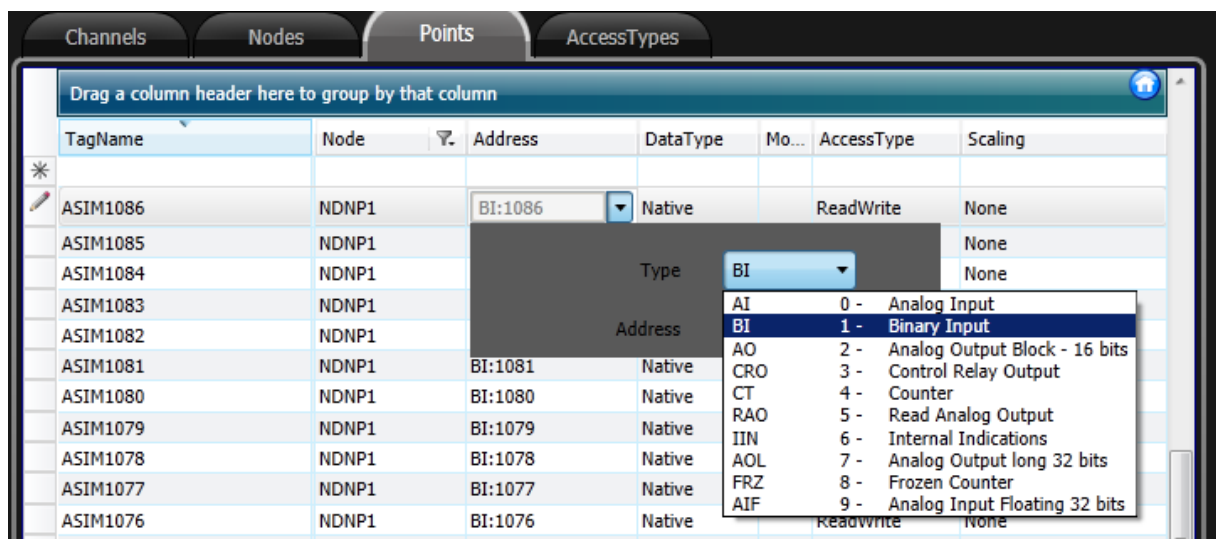 Channels Nodes Points AccessTypes
Drag a column header here to group by that column
TagName Node Address DataType Mo... AccessType Scaling
ASIM1086 NDNP1 BI:1086 Native ReadWrite None
ASIM1085 NDNP1 None
ASIM1084 NDNP1 Type BI None
ASIM1083 NDNP1 AI 0 - Analog Input
ASIM1082 NDNP1 Address BI 1 - Binary Input
AO 2 - Analog Output Block - 16 bits
ASIM1081 NDNP1 BI:1081 Native CRO 3 - Control Relay Output
ASIM1080 NDNP1 BI:1080 Native CT 4 - Counter
ASIM1079 NDNP1 BI:1079 Native RAO 5 - Read Analog Output
IIN 6 - Internal Indications
ASIM1078 NDNP1 BI:1078 Native AOL 7 - Analog Output long 32 bits
ASIM1077 NDNP1 BI:1077 Native FRZ 8 - Frozen Counter
AIF 9 - Analog Input Floating 32 bits
ASIM1076 NDNP1 BI:1076 Native ReadWrite None